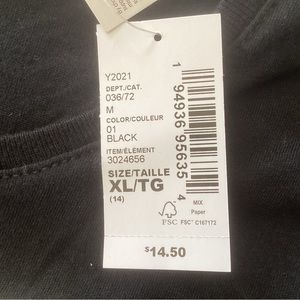 Y2021
DEPT./CAT.
036/72
M
COLOR/COULEUR
01
BLACK
ITEM/ÉLÉMENT
3024656
SIZE/TAILLE
XL/TG
(14)
1 94936 95635 4
MIX
Paper
FSC
FSC® C167172
$14.50